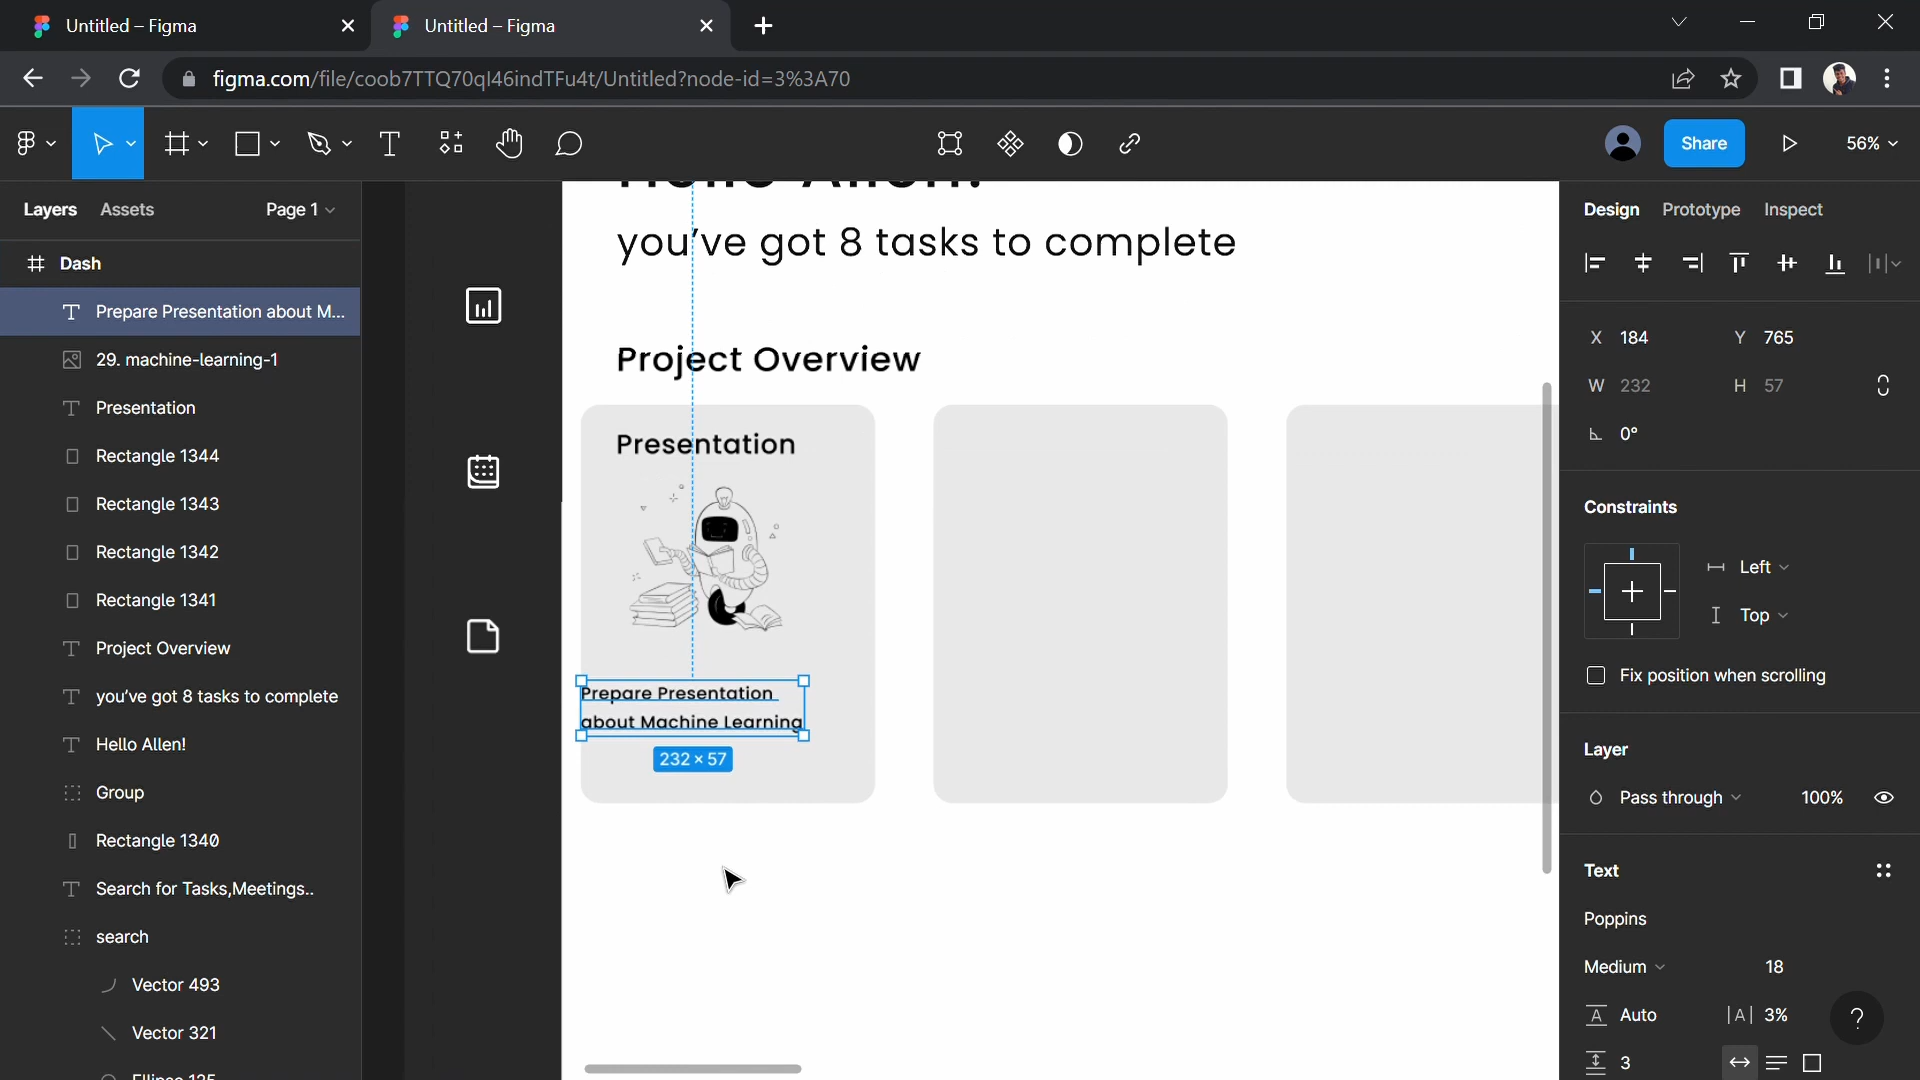 Untitled – Figma
Untitled – Figma
figma.com/file/coob7TTQ70ql46indTFu4t/Untitled?node-id=3%3A70
Share
56%
Layers
Assets
Page 1
Design
Prototype
Inspect
Dash
Prepare Presentation about M...
29. machine-learning-1
Presentation
Rectangle 1344
Rectangle 1343
Rectangle 1342
Rectangle 1341
Project Overview
you've got 8 tasks to complete
Hello Allen!
Group
Rectangle 1340
Search for Tasks,Meetings..
search
Vector 493
Vector 321
Ellipse 125
Hello Allen!
you've got 8 tasks to complete
Project Overview
Presentation
Prepare Presentation
about Machine Learning
232 × 57
X 184
Y 765
W 232
H 57
0°
Constraints
Left
Top
Fix position when scrolling
Layer
Pass through
100%
Text
Poppins
Medium
18
A Auto
|A| 3%
3
?